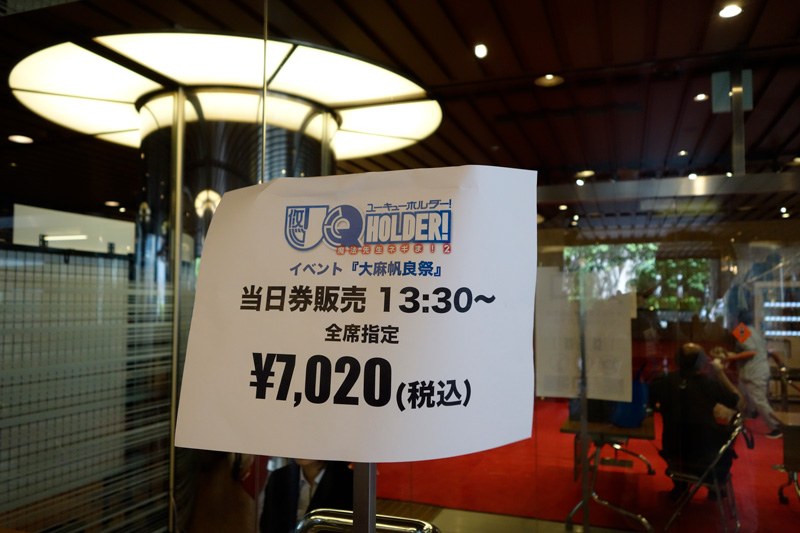 ユーキューホルダー!
悠久 UQ HOLDER!
魔法先生ネギま!2
イベント『大麻帆良祭』
当日券販売 13:30~
全席指定
¥7,020(税込)